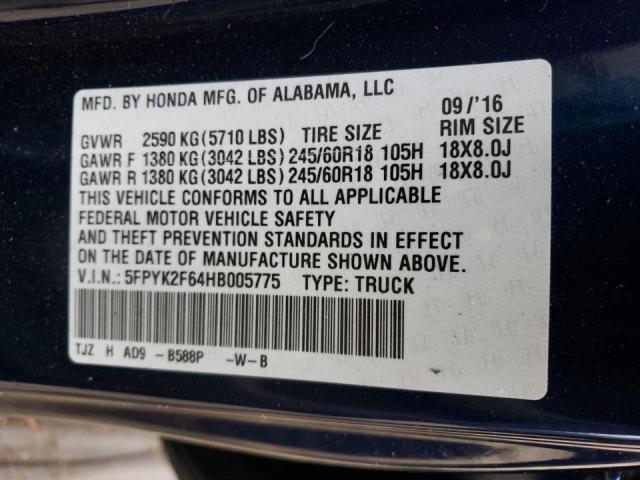 MFD. BY HONDA MFG. OF ALABAMA, LLC 09/'16
GVWR 2590 KG (5710 LBS) TIRE SIZE RIM SIZE
GAWR F 1380 KG (3042 LBS) 245/60R18 105H 18X8.0J
GAWR R 1380 KG (3042 LBS) 245/60R18 105H 18X8.0J
THIS VEHICLE CONFORMS TO ALL APPLICABLE
FEDERAL MOTOR VEHICLE SAFETY
AND THEFT PREVENTION STANDARDS IN EFFECT
ON THE DATE OF MANUFACTURE SHOWN ABOVE.
V.I.N.: 5FPYK2F64HB005775 TYPE: TRUCK
TJZ H AD9 -B588P -W-B